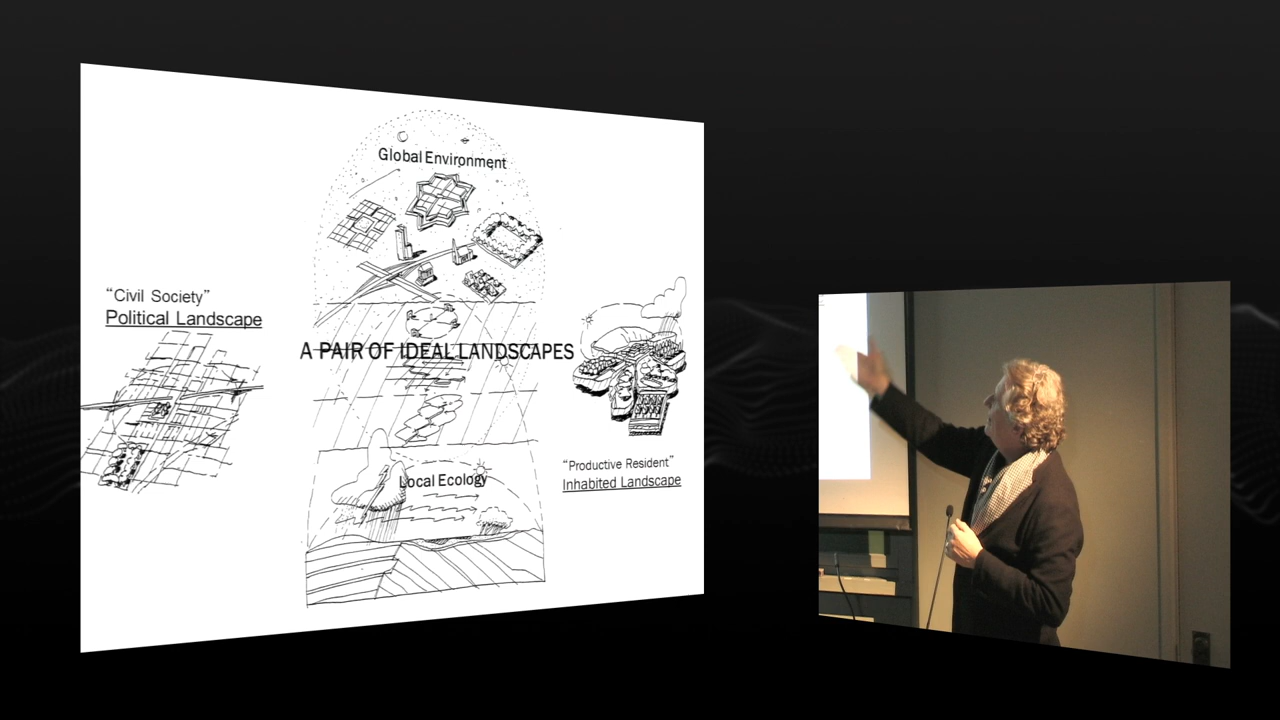 Global Environment
"Civil Society"
Political Landscape
A PAIR OF IDEAL LANDSCAPES
"Productive Resident"
Inhabited Landscape
Local Ecology